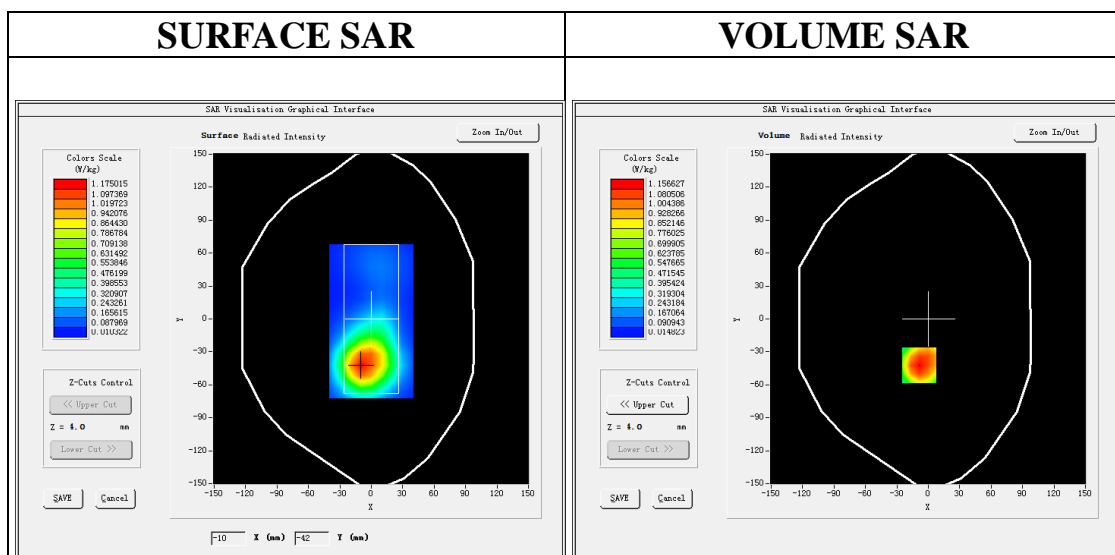 SURFACE SAR
VOLUME SAR
SAR Visualisation Graphical Interface
Surface Radiated Intensity
Zoom In/Out
Colors Scale
(W/kg)
1.175015
1.097369
1.019723
0.942076
0.864430
0.786784
0.709138
0.631492
0.553846
0.476199
0.398553
0.320907
0.243261
0.165615
0.087969
0.010322
150
120
90
60
30
0
-30
-60
-90
-120
-150
Y
-150 -120 -90 -60 -30 0 30 60 90 120 150
X
Z-Cuts Control
<< Upper Cut
Z = 4.0 mm
Lower Cut >>
SAVE Cancel
-10 X (mm) -42 Y (mm)
SAR Visualisation Graphical Interface
Volume Radiated Intensity
Zoom In/Out
Colors Scale
(W/kg)
1.156627
1.080506
1.004386
0.928266
0.852146
0.776025
0.699905
0.623785
0.547665
0.471545
0.395424
0.319304
0.243184
0.167064
0.090943
0.014823
150
120
90
60
30
0
-30
-60
-90
-120
-150
Y
-150 -120 -90 -60 -30 0 30 60 90 120 150
X
Z-Cuts Control
<< Upper Cut
Z = 4.0 mm
Lower Cut >>
SAVE Cancel